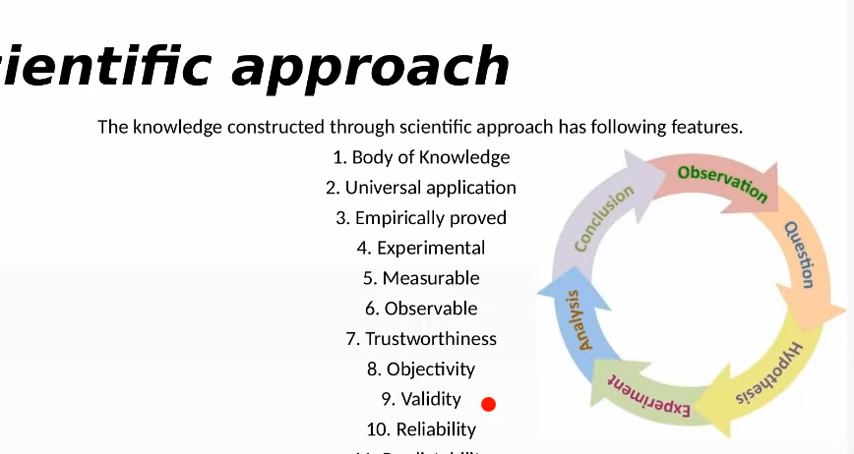 cientific approach
The knowledge constructed through scientific approach has following features.
1. Body of Knowledge
2. Universal application
3. Empirically proved
4. Experimental
5. Measurable
6. Observable
7. Trustworthiness
8. Objectivity
9. Validity
10. Reliability
Observation
Question
Hypothesis
Experiment
Analysis
Conclusion